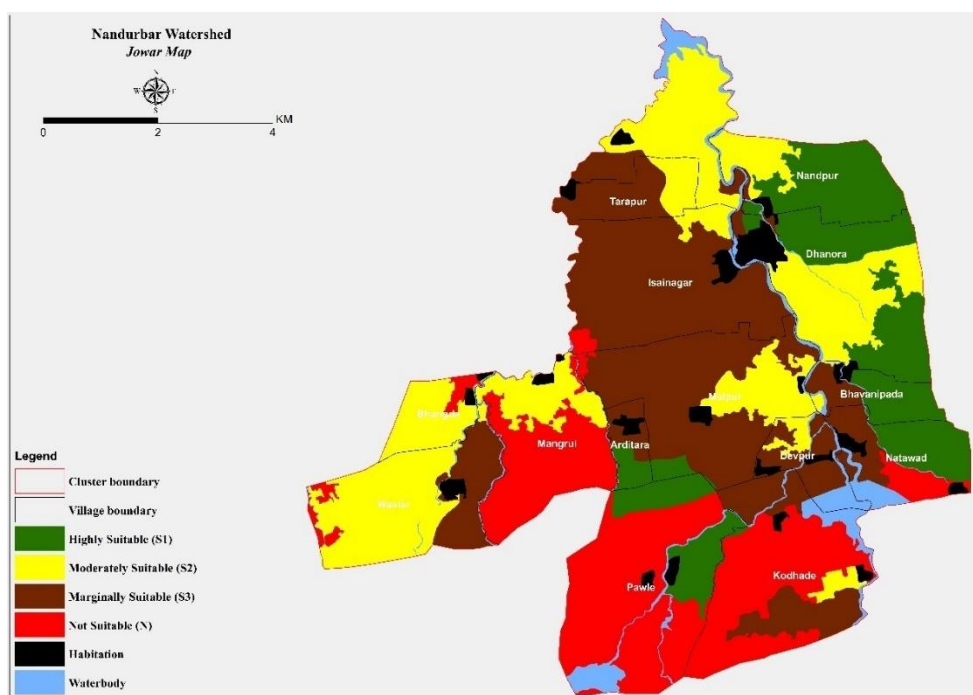 Nandurbar Watershed
Jowar Map
N
W
S
KM
0 2 4
Nandpur
Tarapur
Dhanora
Isainagar
Bhavanipada
Mangrul
Arditara
Devpur
Natawad
Pawle
Kodhade
Legend
Cluster boundary
Village boundary
Highly Suitable (S1)
Moderately Suitable (S2)
Marginally Suitable (S3)
Not Suitable (N)
Habitation
Waterbody